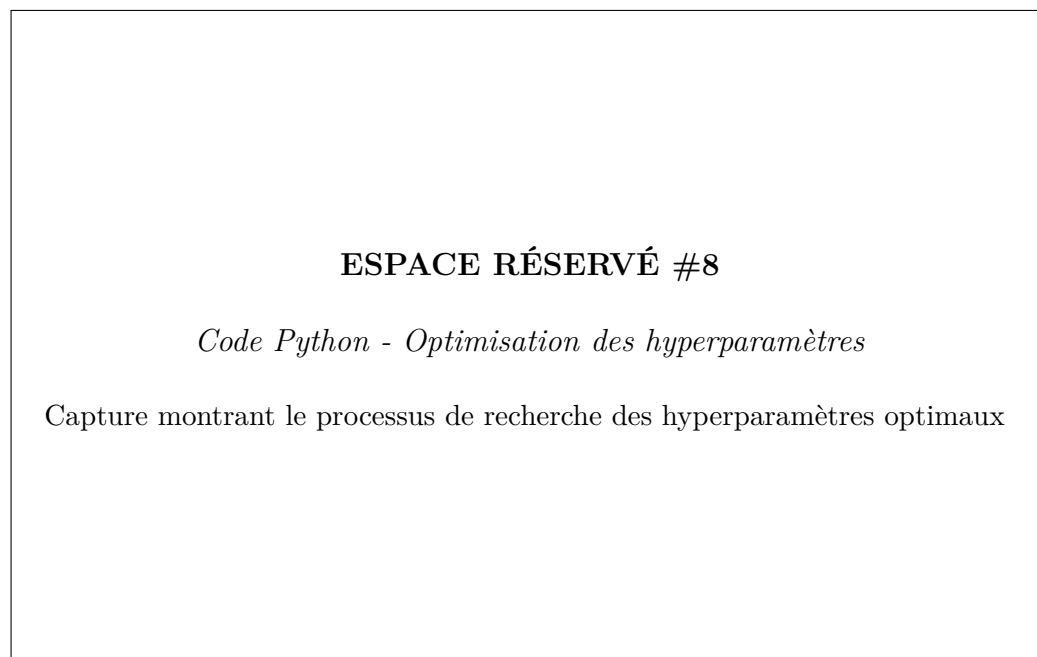 ESPACE RÉSERVÉ #8
Code Python - Optimisation des hyperparamètres
Capture montrant le processus de recherche des hyperparamètres optimaux